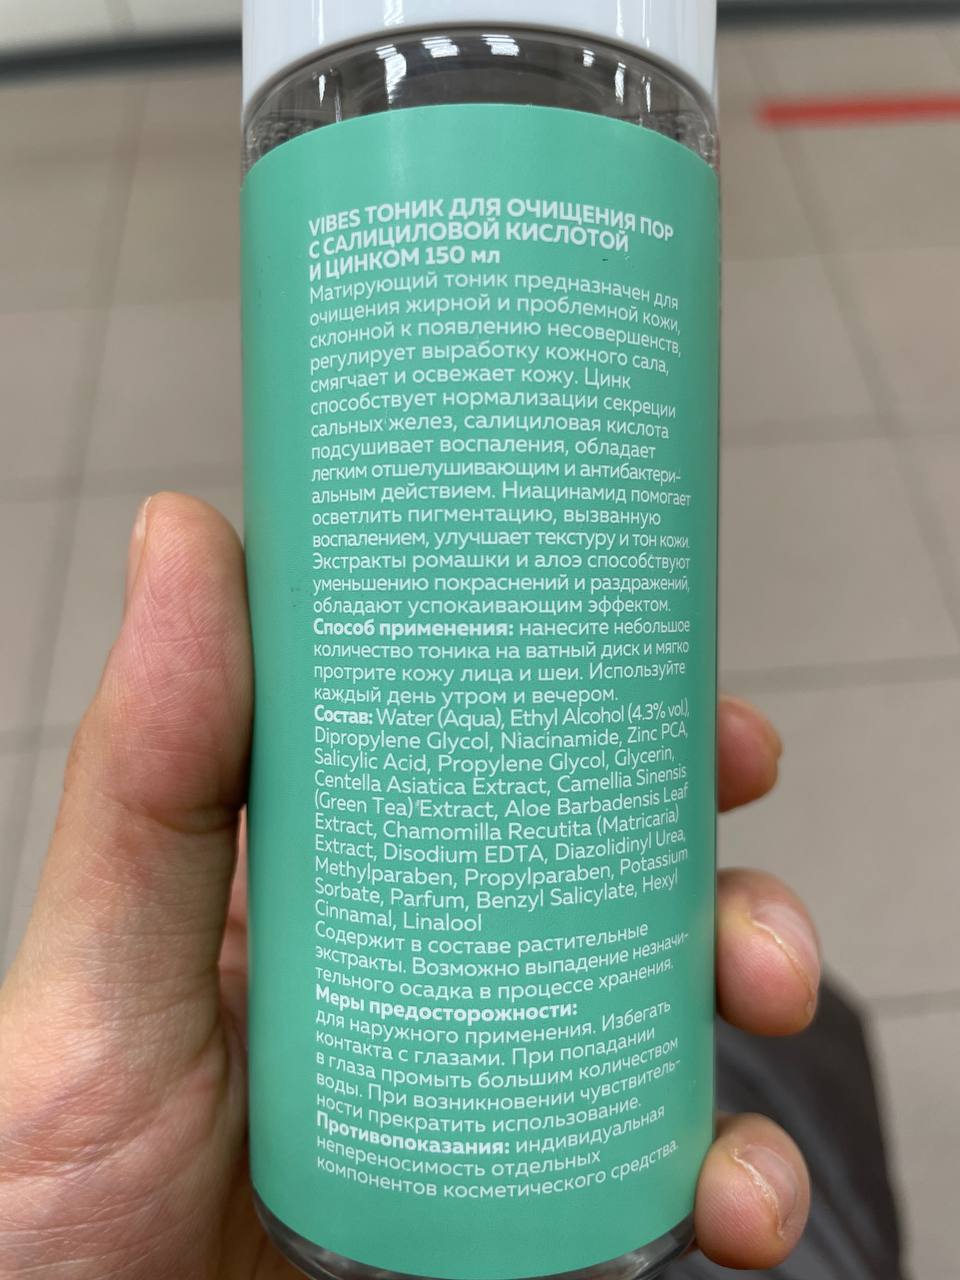 VIBES ТОНИК ДЛЯ ОЧИЩЕНИЯ ПОР
С САЛИЦИЛОВОЙ КИСЛОТОЙ
И ЦИНКОМ 150 мл
Матирующий тоник предназначен для
очищения жирной и проблемной кожи,
склонной к появлению несовершенств,
регулирует выработку кожного сала,
смягчает и освежает кожу. Цинк
способствует нормализации секреции
сальных желез, салициловая кислота
подсушивает воспаления, обладает
легким отшелушивающим и антибактери-
альным действием. Ниацинамид помогает
осветлить пигментацию, вызванную
воспалением, улучшает текстуру и тон кожи.
Экстракты ромашки и алоэ способствуют
уменьшению покраснений и раздражений,
обладают успокаивающим эффектом.
Способ применения: нанесите небольшое
количество тоника на ватный диск и мягко
протрите кожу лица и шеи. Используйте
каждый день утром и вечером.
Состав: Water (Aqua), Ethyl Alcohol (4.3% vol.),
Dipropylene Glycol, Niacinamide, Zinc PCA,
Salicylic Acid, Propylene Glycol, Glycerin,
Centella Asiatica Extract, Camellia Sinensis
(Green Tea) Extract, Aloe Barbadensis Leaf
Extract, Chamomilla Recutita (Matricaria)
Extract, Disodium EDTA, Diazolidinyl Urea,
Methylparaben, Propylparaben, Potassium
Sorbate, Parfum, Benzyl Salicylate, Hexyl
Cinnamal, Linalool
Содержит в составе растительные
экстракты. Возможно выпадение незначи-
тельного осадка в процессе хранения.
Меры предосторожности:
для наружного применения. Избегать
контакта с глазами. При попадании
в глаза промыть большим количеством
воды. При возникновении чувствитель-
ности прекратить использование.
Противопоказания: индивидуальная
непереносимость отдельных
компонентов косметического средства.